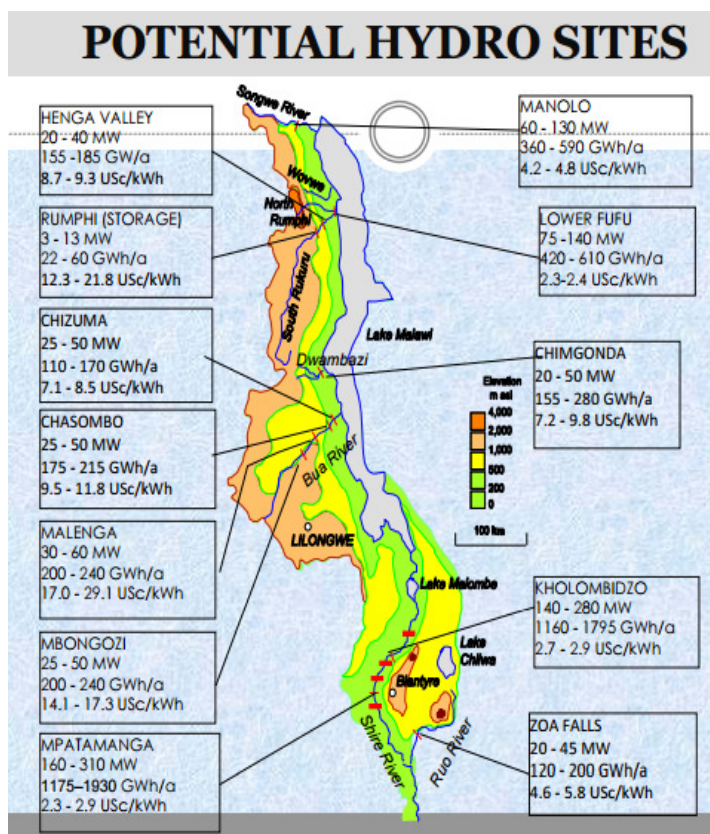 POTENTIAL HYDRO SITES
HENGA VALLEY
20 - 40 MW
155 -185 GW/a
8.7 - 9.3 USc/kWh
RUMPHI (STORAGE)
3 - 13 MW
22 - 60 GWh/a
12.3 - 21.8 USc/kWh
CHIZUMA
25 - 50 MW
110 - 170 GWh/a
7.1 - 8.5 USc/kWh
CHASOMBO
25 - 50 MW
175 - 215 GWh/a
9.5 - 11.8 USc/kWh
MALENGA
30 - 60 MW
200 - 240 GWh/a
17.0 - 29.1 USc/kWh
MBONGOZI
25 - 50 MW
200 - 240 GWh/a
14.1 - 17.3 USc/kWh
MPATAMANGA
160 - 310 MW
1175–1930 GWh/a
2.3 - 2.9 USc/kWh
Songwe River
Wovwe
North
Rumphi
South Rukuru
Lake Malawi
Dwambazi
Bua River
LILONGWE
Lake Malombe
Lake
Chilwa
Blantyre
Shire River
Ruo River
Elevation
m asl
4,000
2,000
1,000
500
200
0
100 km
MANOLO
60 - 130 MW
360 - 590 GWh/a
4.2 - 4.8 USc/kWh
LOWER FUFU
75 -140 MW
420 - 610 GWh/a
2.3-2.4 USc/kWh
CHIMGONDA
20 - 50 MW
155 - 280 GWh/a
7.2 - 9.8 USc/kWh
KHOLOMBIDZO
140 - 280 MW
1160 - 1795 GWh/a
2.7 - 2.9 USc/kWh
ZOA FALLS
20 - 45 MW
120 - 200 GWh/a
4.6 - 5.8 USc/kWh